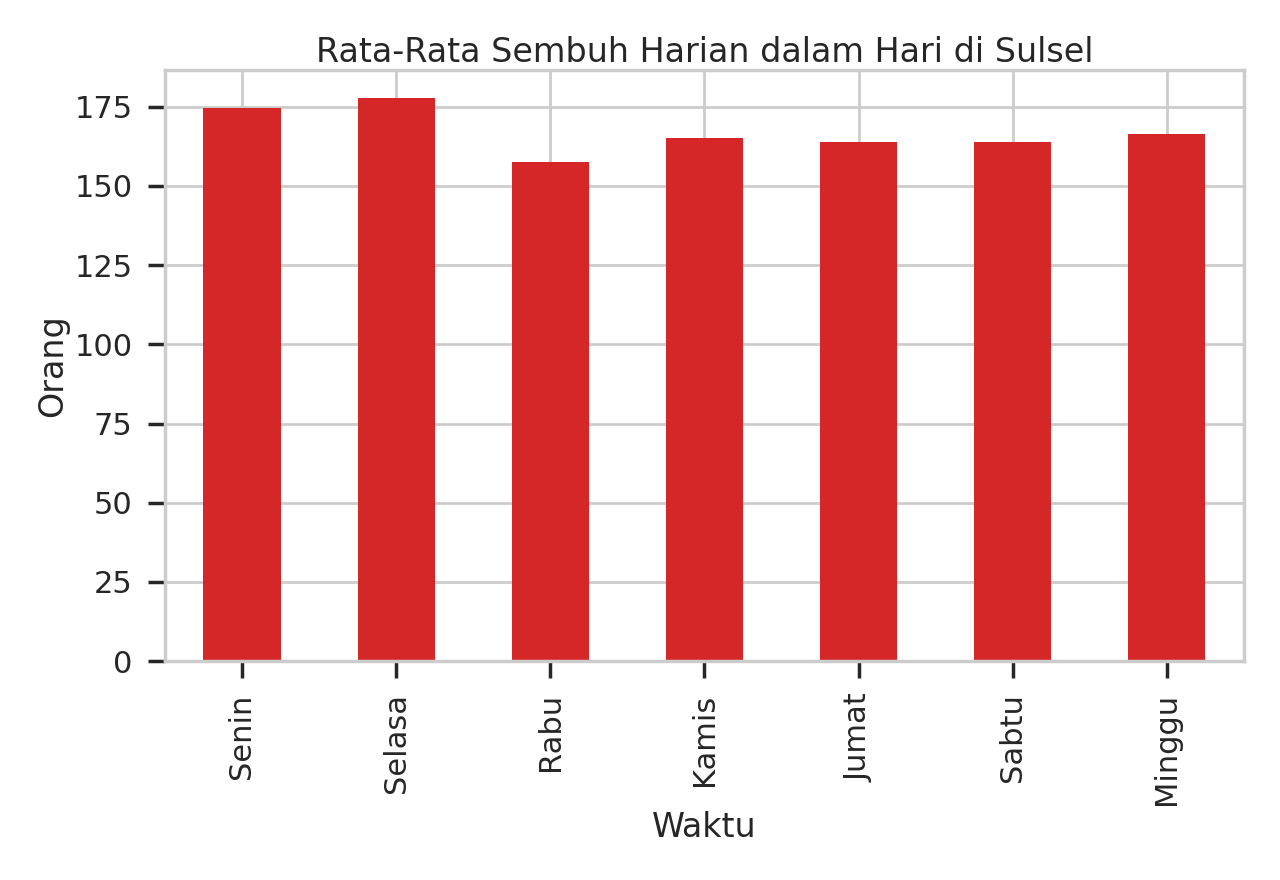 Rata-Rata Sembuh Harian dalam Hari di Sulsel
175
150
125
100
75
50
25
0
Orang
Senin
Selasa
Rabu
Kamis
Jumat
Sabtu
Minggu
Waktu